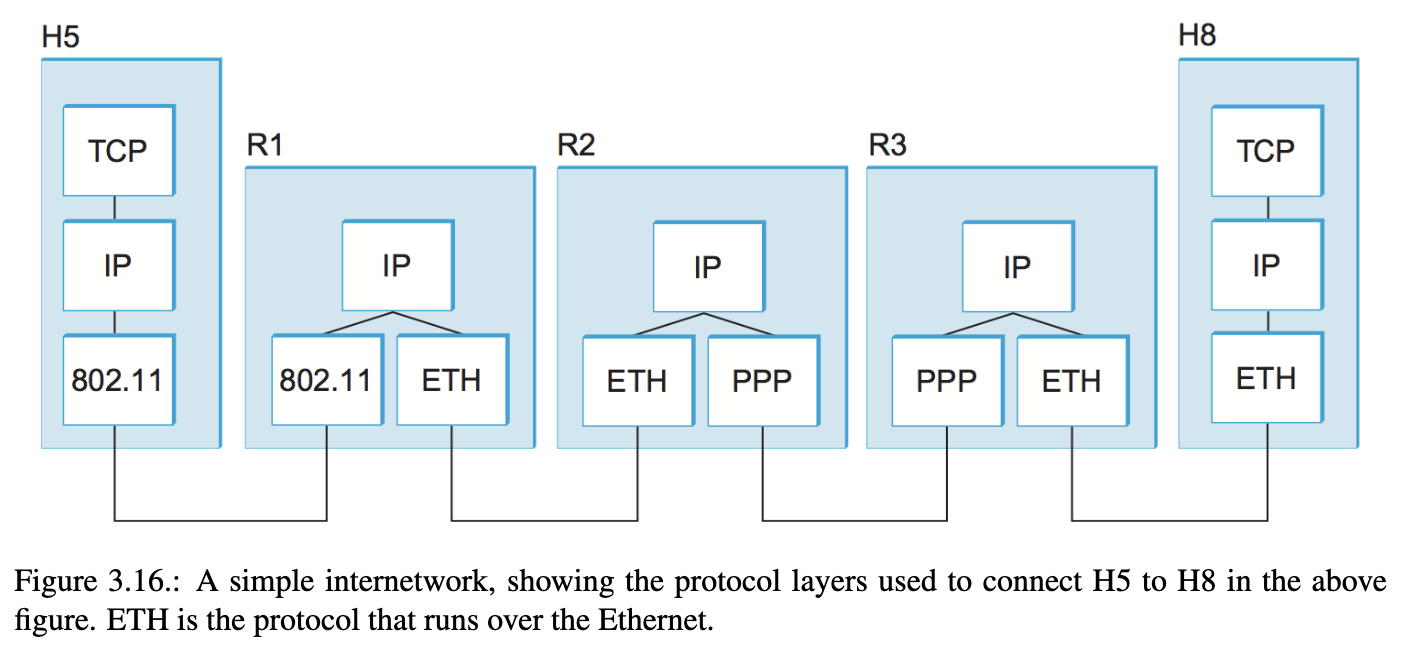 H5
H8
TCP
TCP
R1
R2
R3
IP
IP
IP
IP
IP
802.11
802.11
ETH
ETH
PPP
PPP
ETH
ETH
Figure 3.16.: A simple internetwork, showing the protocol layers used to connect H5 to H8 in the above
figure. ETH is the protocol that runs over the Ethernet.